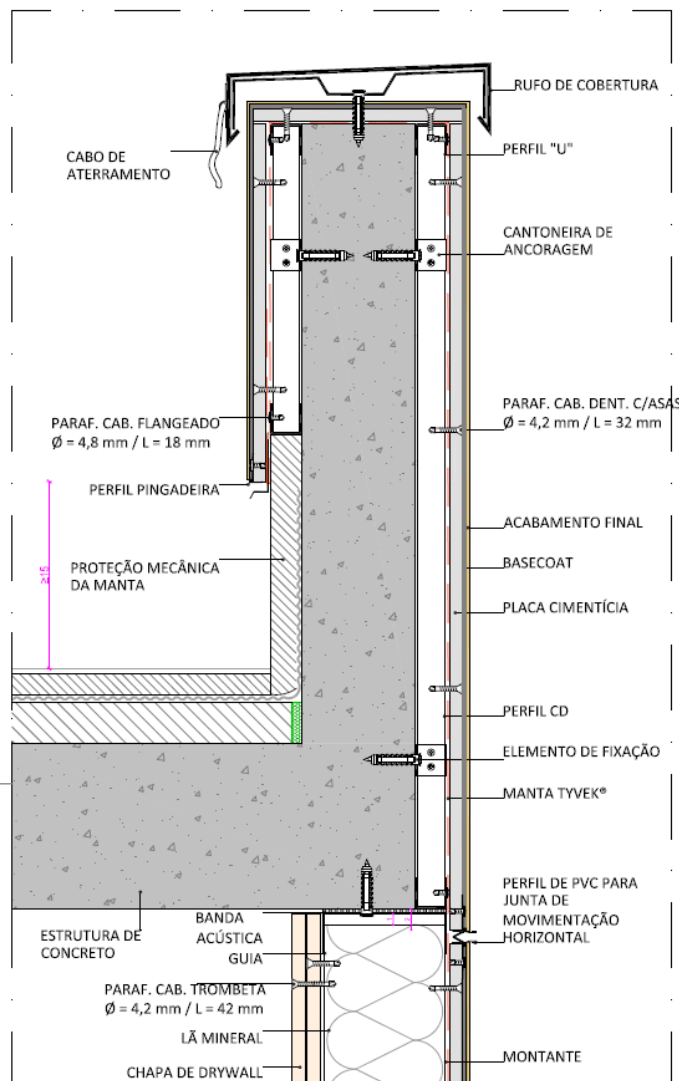 RUFO DE COBERTURA
CABO DE
ATERRAMENTO
PERFIL "U"
CANTONEIRA DE
ANCORAGEM
PARAF. CAB. FLANGEADO
Ø = 4,8 mm / L = 18 mm
PARAF. CAB. DENT. C/ASAS
Ø = 4,2 mm / L = 32 mm
PERFIL PINGADEIRA
ACABAMENTO FINAL
BASECOAT
PROTEÇÃO MECÂNICA
DA MANTA
≥15
PLACA CIMENTÍCIA
PERFIL CD
ELEMENTO DE FIXAÇÃO
MANTA TYVEK®
PERFIL DE PVC PARA
JUNTA DE
MOVIMENTAÇÃO
HORIZONTAL
ESTRUTURA DE
CONCRETO
BANDA
ACÚSTICA
GUIA
PARAF. CAB. TROMBETA
Ø = 4,2 mm / L = 42 mm
LÃ MINERAL
CHAPA DE DRYWALL
MONTANTE